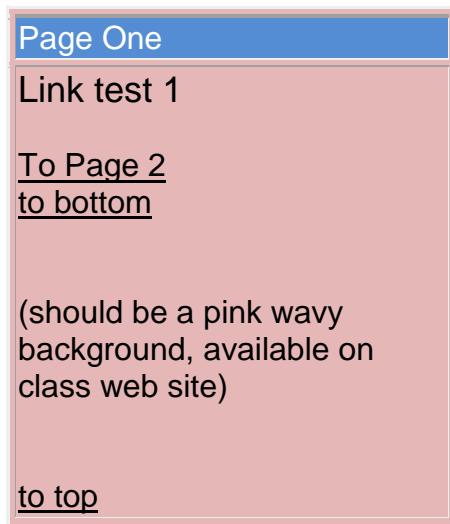 Page One
Link test 1
To Page 2
to bottom
(should be a pink wavy
background, available on
class web site)
to top